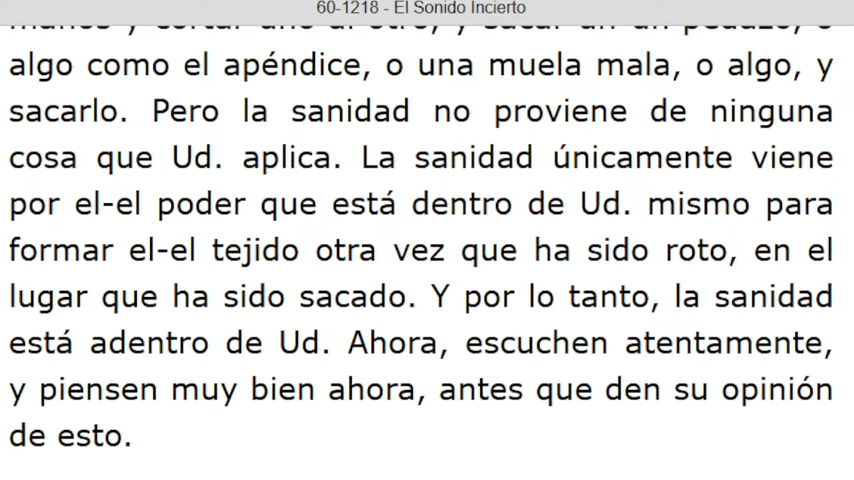 60-1218 - El Sonido Incierto
algo como el apéndice, o una muela mala, o algo, y
sacarlo. Pero la sanidad no proviene de ninguna
cosa que Ud. aplica. La sanidad únicamente viene
por el-el poder que está dentro de Ud. mismo para
formar el-el tejido otra vez que ha sido roto, en el
lugar que ha sido sacado. Y por lo tanto, la sanidad
está adentro de Ud. Ahora, escuchen atentamente,
y piensen muy bien ahora, antes que den su opinión
de esto.